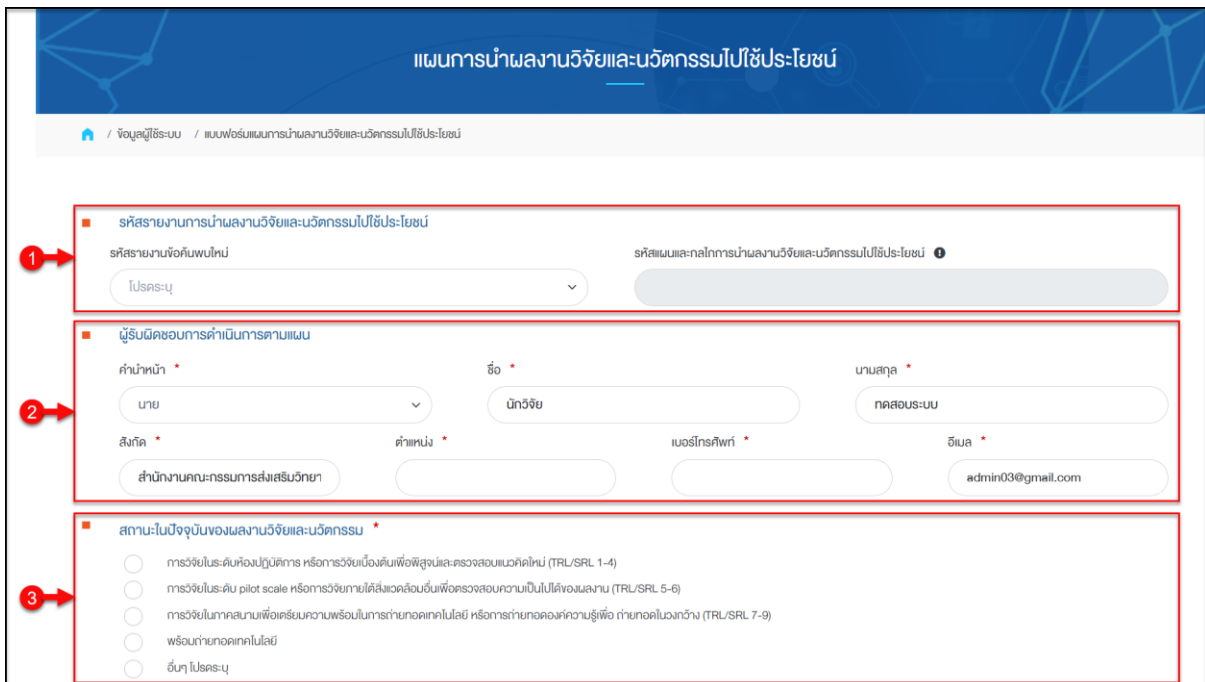 แผนการนำผลงานวิจัยและนวัตกรรมไปใช้ประโยชน์
/ ข้อมูลผู้ใช้ระบบ / แบบฟอร์มแผนการนำผลงานวิจัยและนวัตกรรมไปใช้ประโยชน์
รหัสรายงานการนำผลงานวิจัยและนวัตกรรมไปใช้ประโยชน์
1
รหัสรายงานข้อค้นพบใหม่ รหัสแผนและกลไกการนำผลงานวิจัยและนวัตกรรมไปใช้ประโยชน์
โปรดระบุ
ผู้รับผิดชอบการดำเนินการตามแผน
คำนำหน้า * ชื่อ * นามสกุล *
2
นาย นักวิจัย ทดสอบระบบ
สังกัด * ตำแหน่ง * เบอร์โทรศัพท์ * อีเมล *
สำนักงานคณะกรรมการส่งเสริมวิทยา admin03@gmail.com
สถานะในปัจจุบันของผลงานวิจัยและนวัตกรรม *
การวิจัยในระดับห้องปฏิบัติการ หรือการวิจัยเบื้องต้นเพื่อพิสูจน์และตรวจสอบแนวคิดใหม่ (TRL/SRL 1-4)
การวิจัยในระดับ pilot scale หรือการวิจัยภายใต้สิ่งแวดล้อมอื่นเพื่อตรวจสอบความเป็นไปได้ของผลงาน (TRL/SRL 5-6)
3
การวิจัยในภาคสนามเพื่อเตรียมความพร้อมในการถ่ายทอดเทคโนโลยี หรือการถ่ายทอดองค์ความรู้เพื่อ ถ่ายทอดในวงกว้าง (TRL/SRL 7-9)
พร้อมถ่ายทอดเทคโนโลยี
อื่นๆ โปรดระบุ